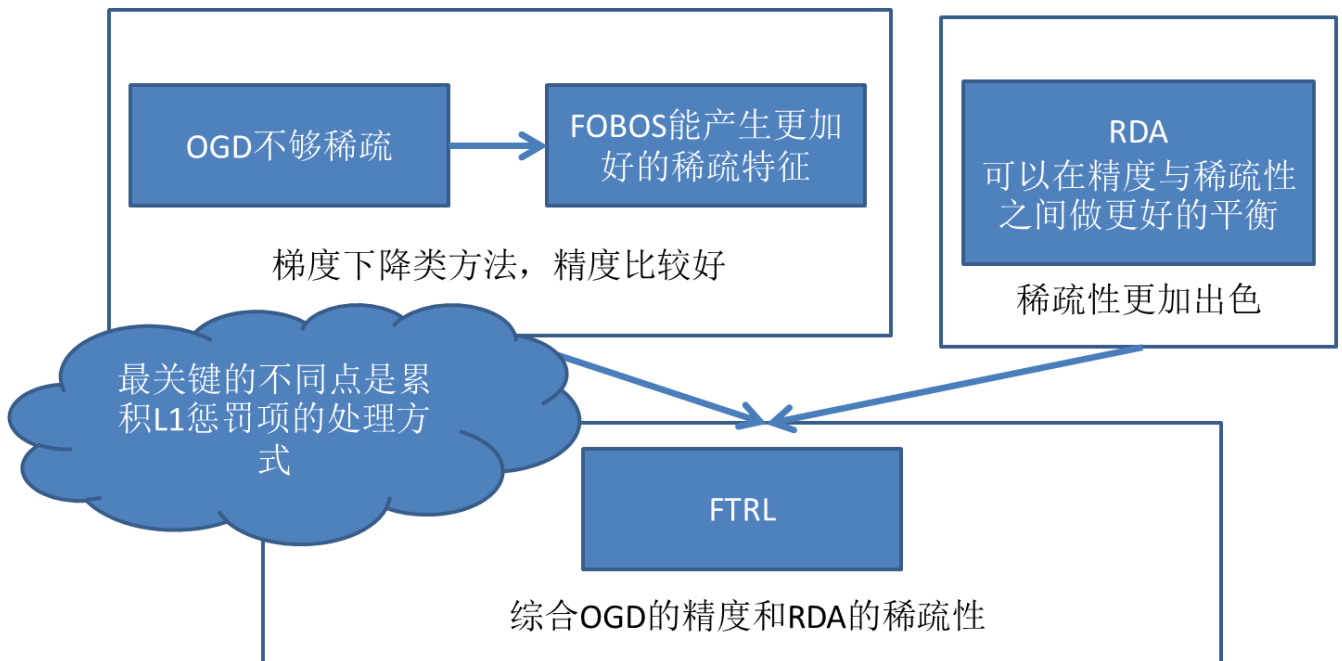 OGD不够稀疏
FOBOS能产生更加
好的稀疏特征
梯度下降类方法，精度比较好
RDA
可以在精度与稀疏性
之间做更好的平衡
稀疏性更加出色
最关键的不同点是累
积L1惩罚项的处理方
式
FTRL
综合OGD的精度和RDA的稀疏性